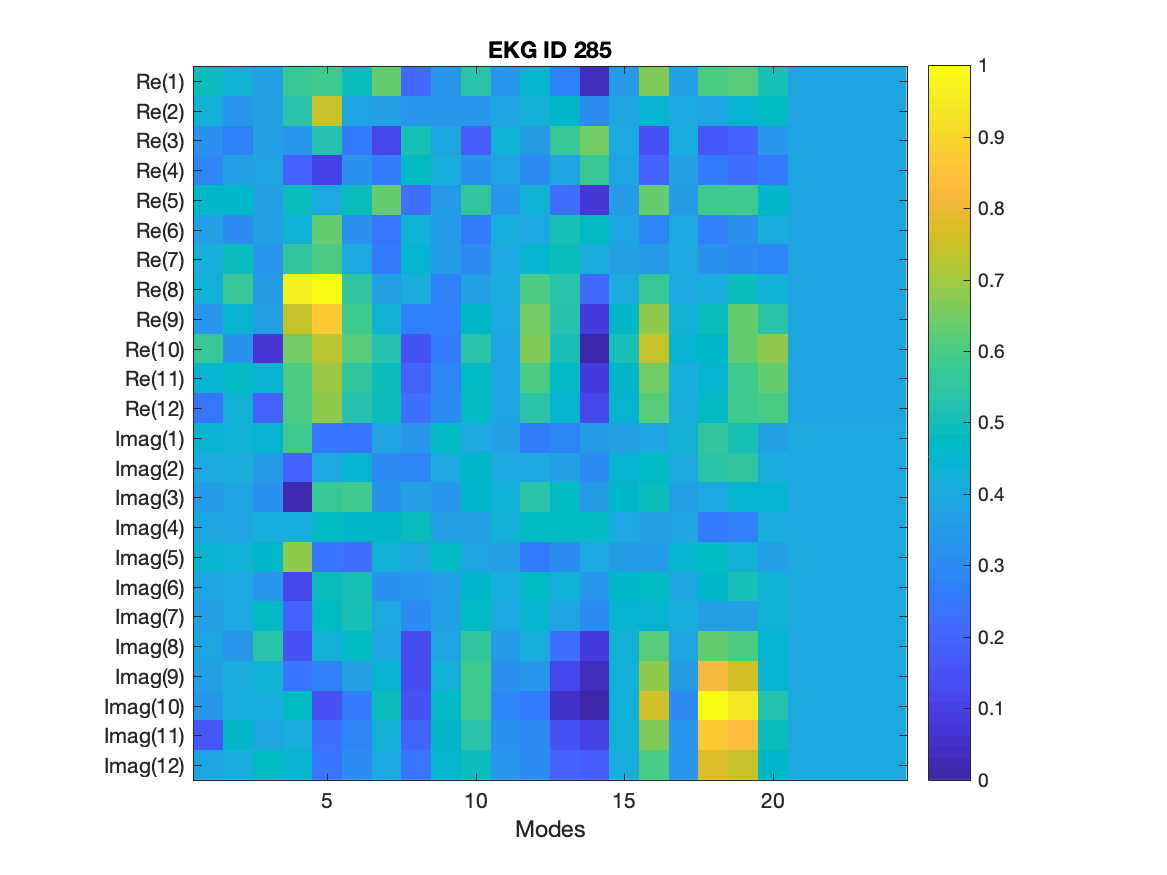 EKG ID 285
Re(1)
Re(2)
Re(3)
Re(4)
Re(5)
Re(6)
Re(7)
Re(8)
Re(9)
Re(10)
Re(11)
Re(12)
Imag(1)
Imag(2)
Imag(3)
Imag(4)
Imag(5)
Imag(6)
Imag(7)
Imag(8)
Imag(9)
Imag(10)
Imag(11)
Imag(12)
5 10 15 20
Modes
1
0.9
0.8
0.7
0.6
0.5
0.4
0.3
0.2
0.1
0